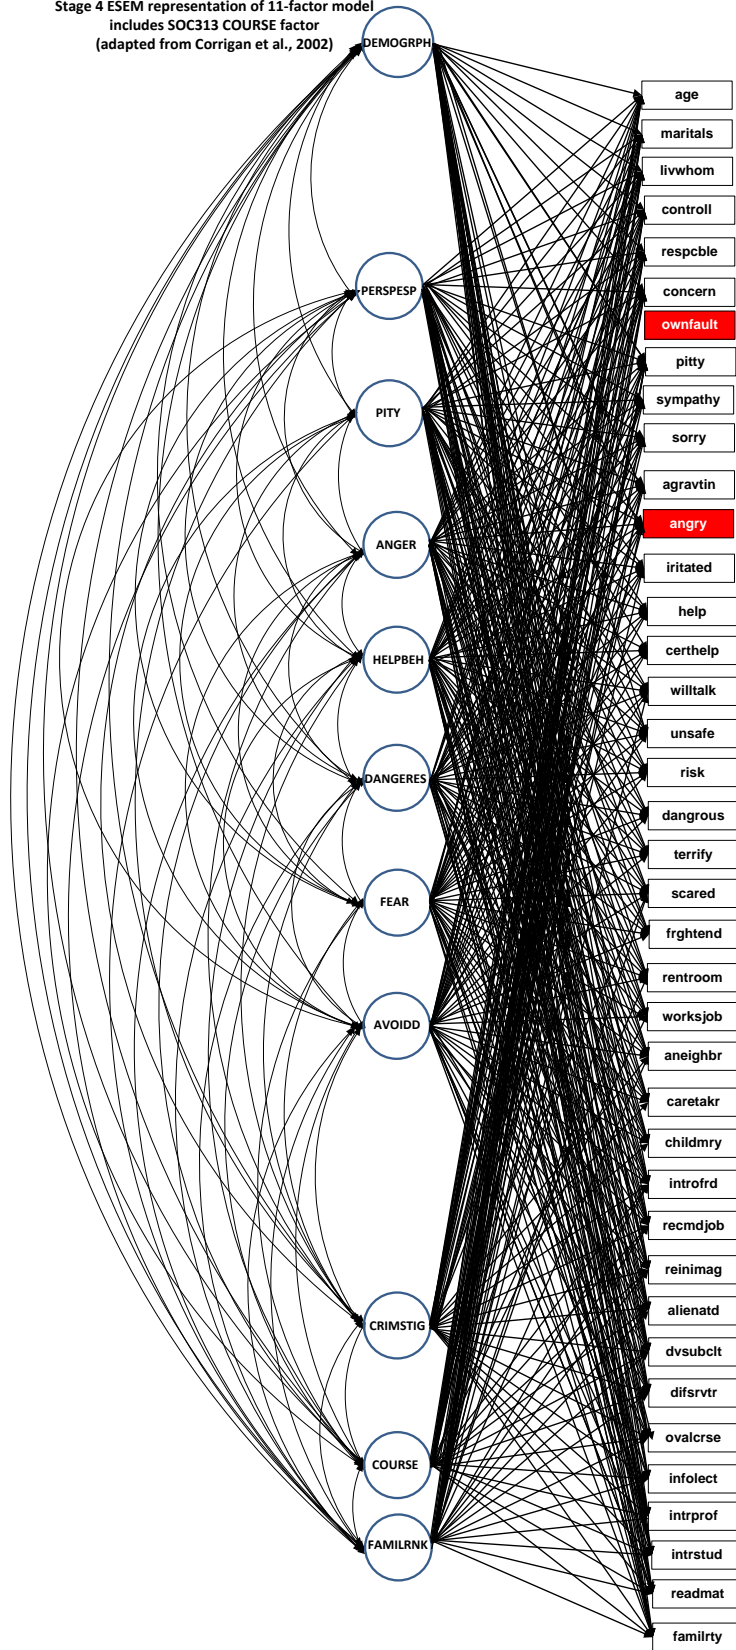 Stage 4 ESEM representation of 11-factor model
includes SOC313 COURSE factor
(adapted from Corrigan et al., 2002)
DEMOGRPH
PERSPESP
PITY
ANGER
HELPBEH
DANGERES
FEAR
AVOIDD
CRIMSTIG
COURSE
FAMILRNK
age
maritals
livwhom
controll
respcble
concern
ownfault
pitty
sympathy
sorry
agravtin
angry
iritated
help
certhelp
willtalk
unsafe
risk
dangrous
terrify
scared
frghtend
rentroom
worksjob
aneighbr
caretakr
childmry
introfrd
recmdjob
reinimag
alienatd
dvsubclt
difsrvtr
ovalcrse
infolect
intrprof
intrstud
readmat
familrty